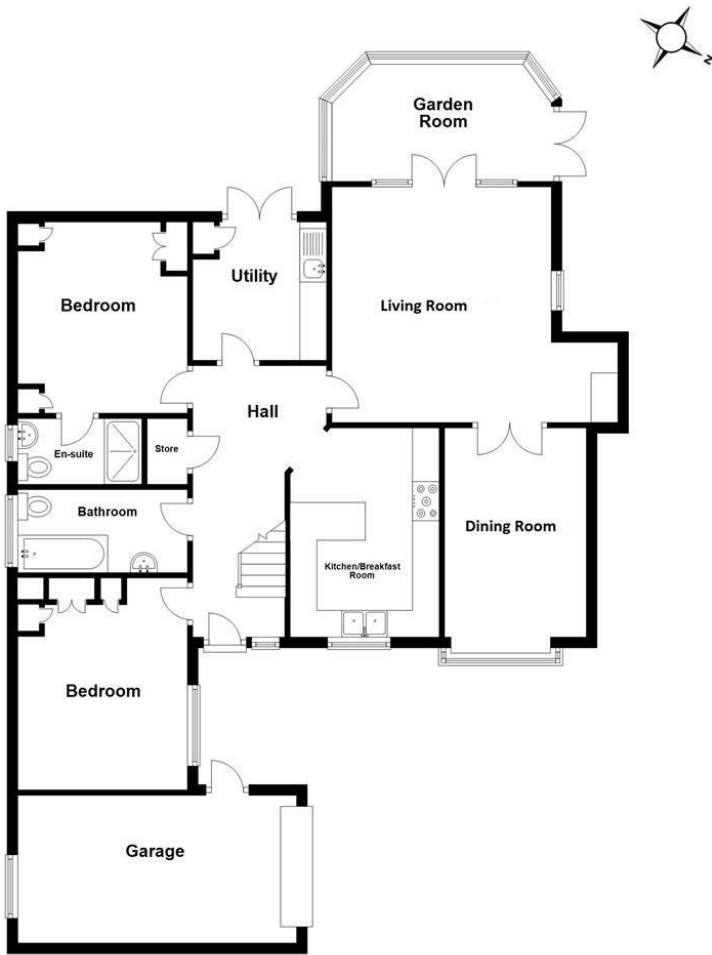 N
Garden
Room
Bedroom
Utility
Living Room
Hall
En-suite
Store
Bathroom
Kitchen/Breakfast
Room
Dining Room
Bedroom
Garage